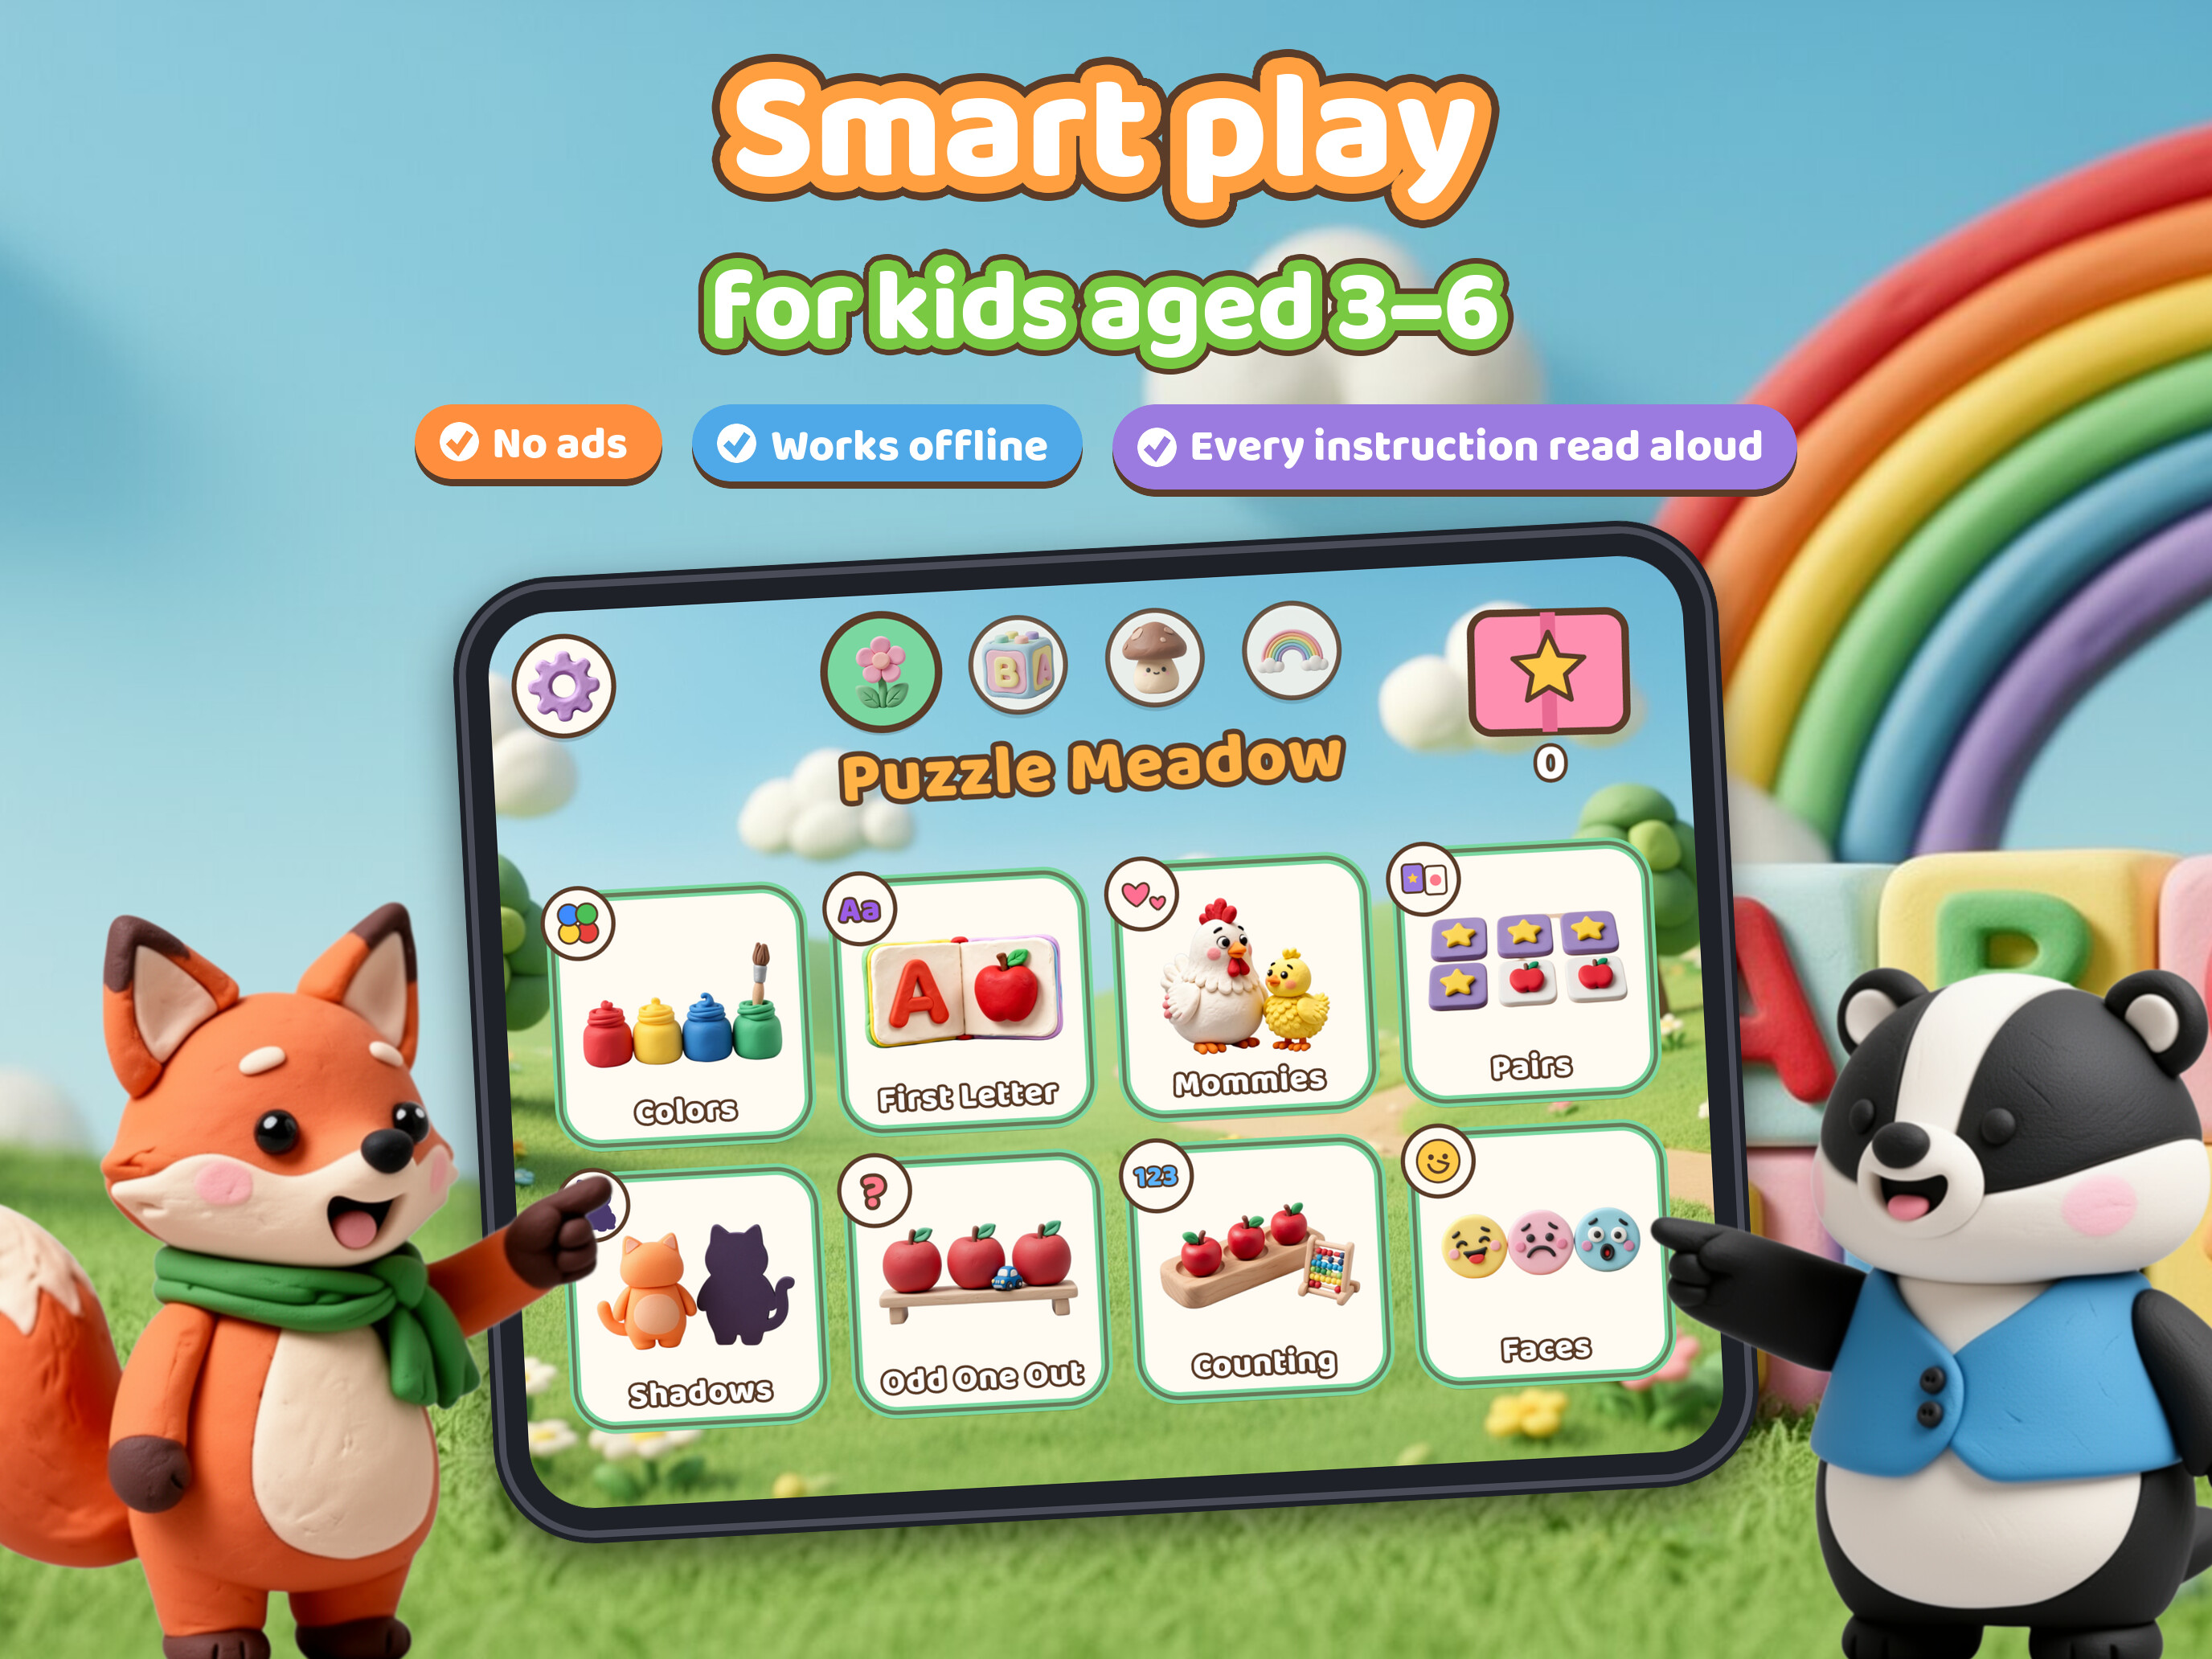 Smart play
for kids aged 3–6
No ads
Works offline
Every instruction read aloud
B A
0
Puzzle Meadow
Aa
A
Colors
First Letter
Mommies
Pairs
?
123
Shadows
Odd One Out
Counting
Faces
A B